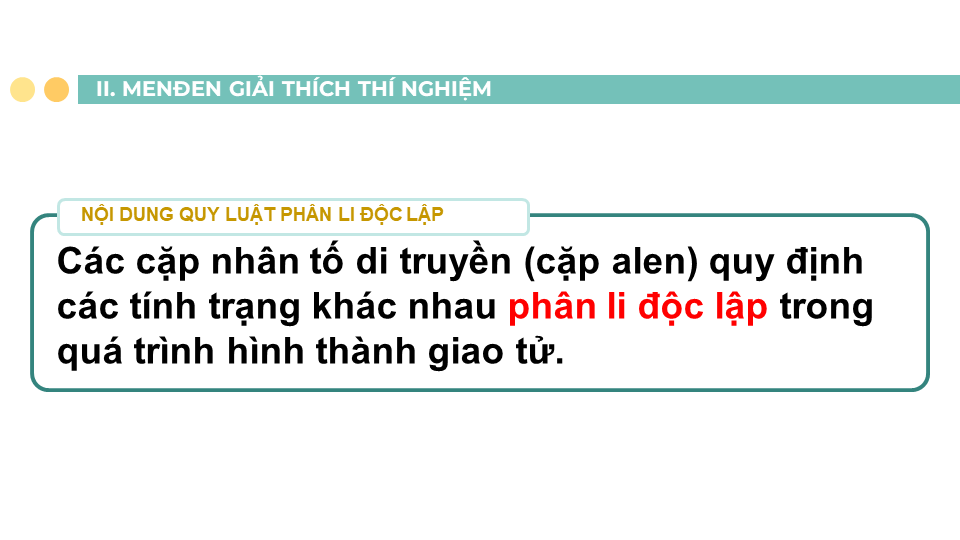 II. MENĐEN GIẢI THÍCH THÍ NGHIỆM
NỘI DUNG QUY LUẬT PHÂN LI ĐỘC LẬP
Các cặp nhân tố di truyền (cặp alen) quy định
các tính trạng khác nhau phân li độc lập trong
quá trình hình thành giao tử.